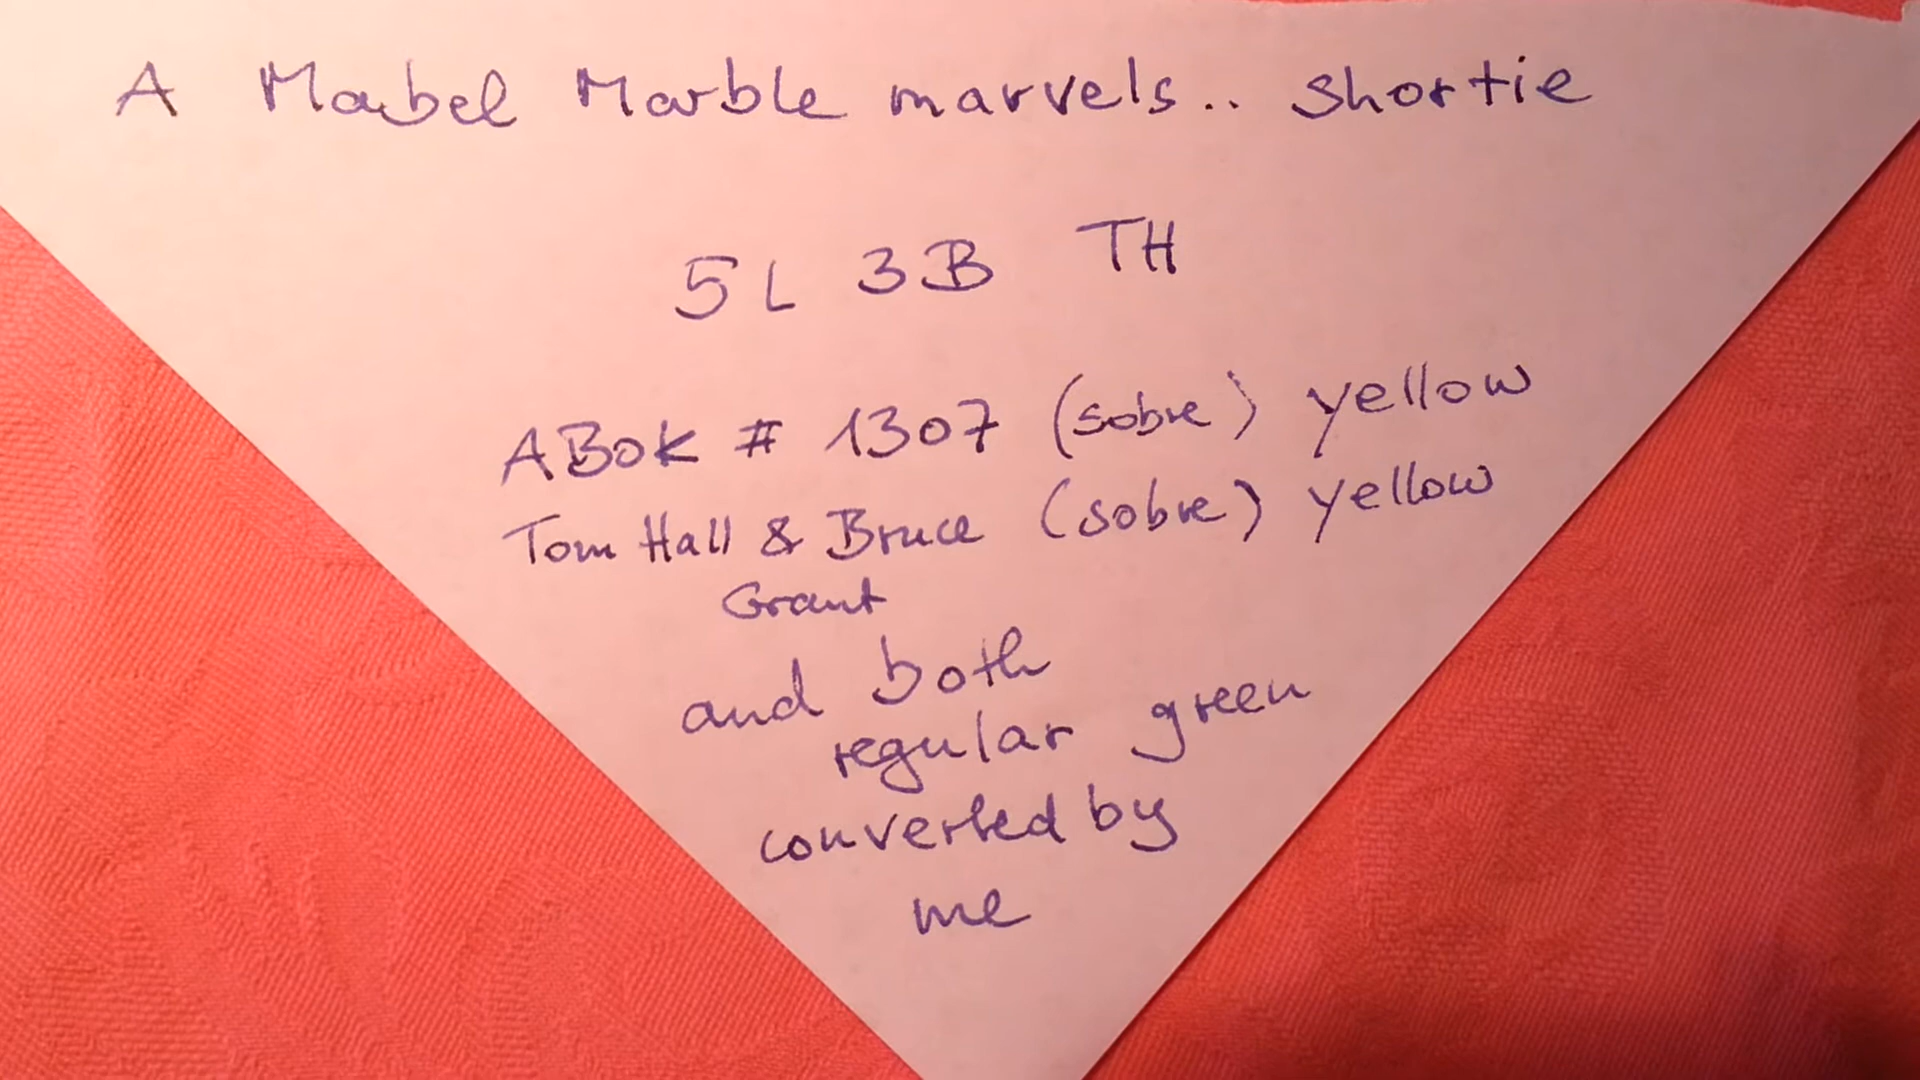 A Mabel Marble marvels.. shortie
5L 3B TH
ABOK # 1307 (sobre) yellow
Tom Hall & Bruce (sobre) yellow
Grant
and both
regular green
converted by
me